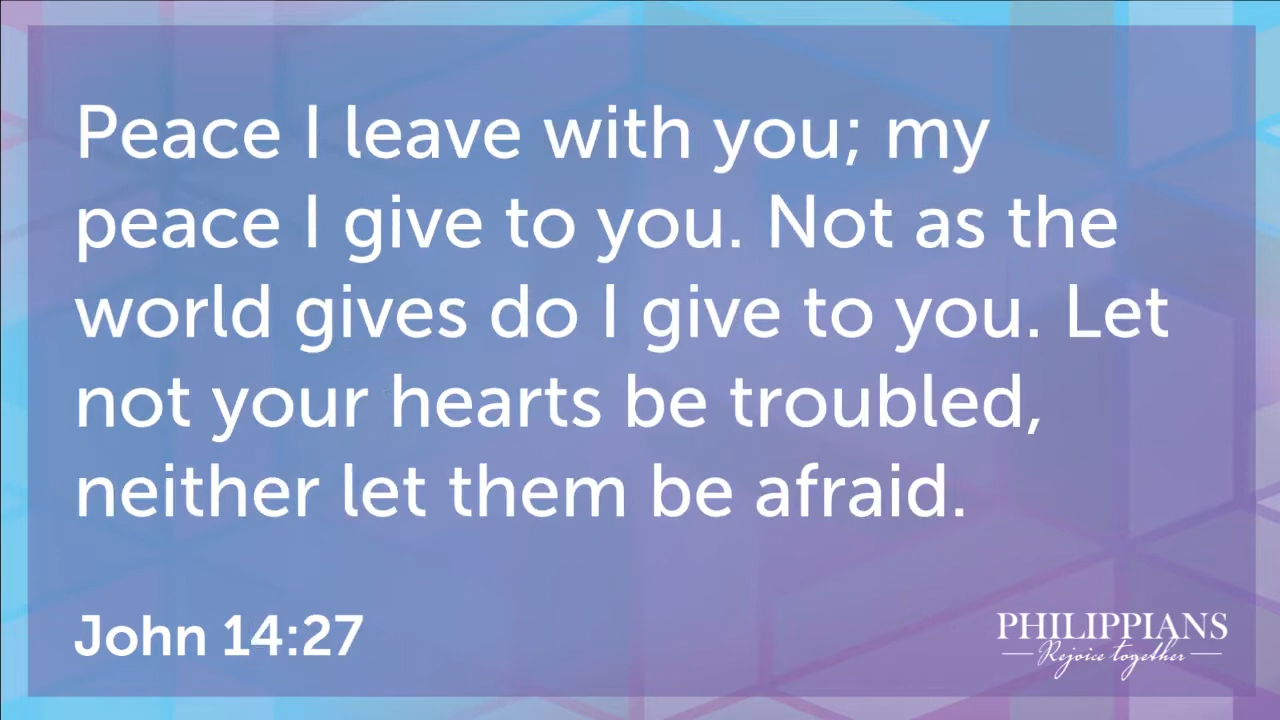 Peace I leave with you; my
peace I give to you. Not as the
world gives do I give to you. Let
not your hearts be troubled,
neither let them be afraid.
John 14:27
PHILIPPIANS
Rejoice together